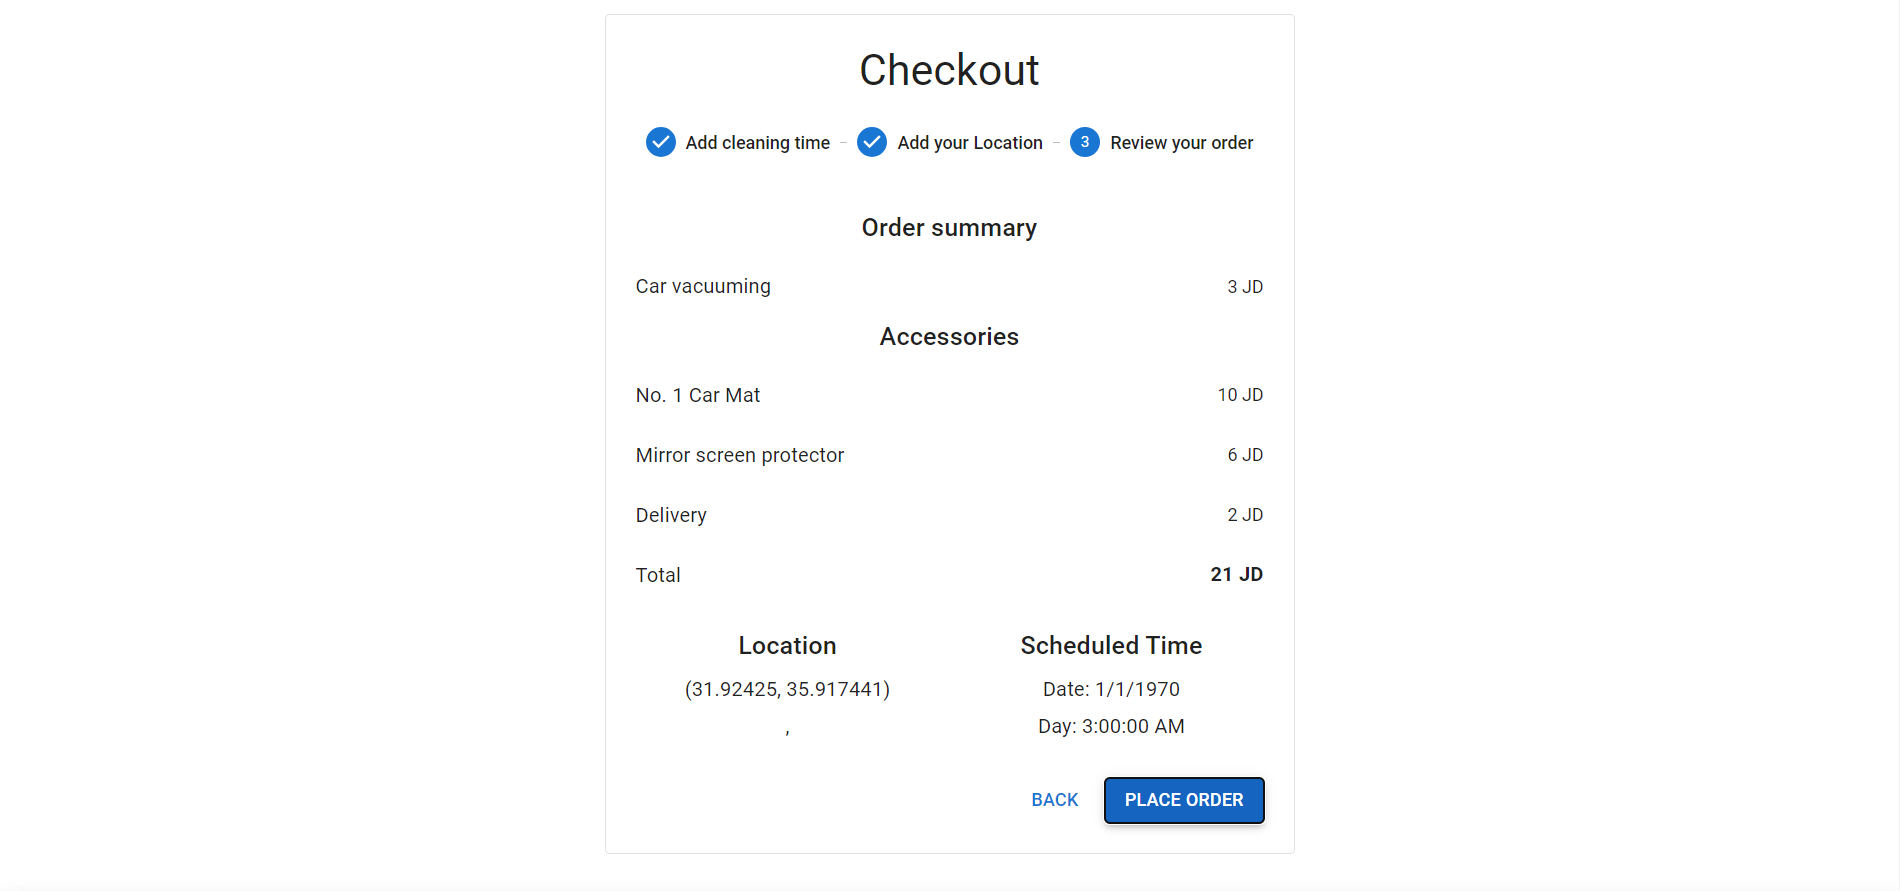 Checkout
Add cleaning time
Add your Location
3 Review your order
Order summary
Car vacuuming 3 JD
Accessories
No. 1 Car Mat 10 JD
Mirror screen protector 6 JD
Delivery 2 JD
Total 21 JD
Location
(31.92425, 35.917441)
,
Scheduled Time
Date: 1/1/1970
Day: 3:00:00 AM
BACK
PLACE ORDER